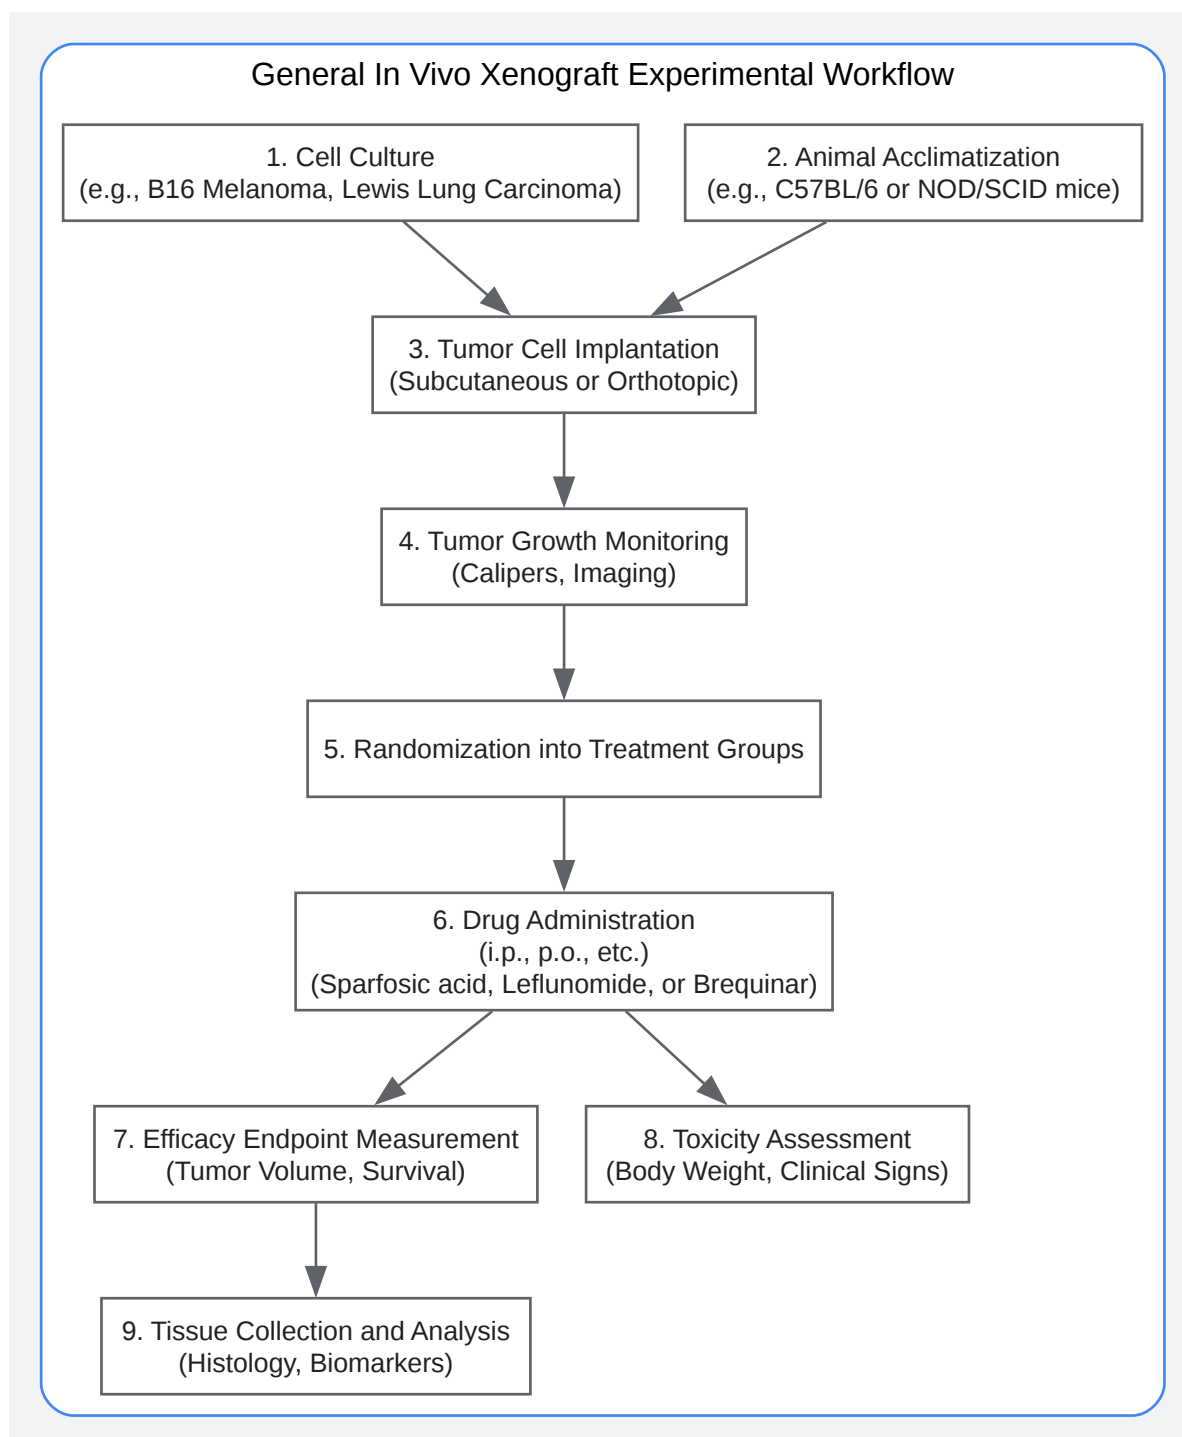 General In Vivo Xenograft Experimental Workflow
1. Cell Culture
(e.g., B16 Melanoma, Lewis Lung Carcinoma)
2. Animal Acclimatization
(e.g., C57BL/6 or NOD/SCID mice)
3. Tumor Cell Implantation
(Subcutaneous or Orthotopic)
4. Tumor Growth Monitoring
(Calipers, Imaging)
5. Randomization into Treatment Groups
6. Drug Administration
(i.p., p.o., etc.)
(Sparfosic acid, Leflunomide, or Brequinar)
7. Efficacy Endpoint Measurement
(Tumor Volume, Survival)
8. Toxicity Assessment
(Body Weight, Clinical Signs)
9. Tissue Collection and Analysis
(Histology, Biomarkers)